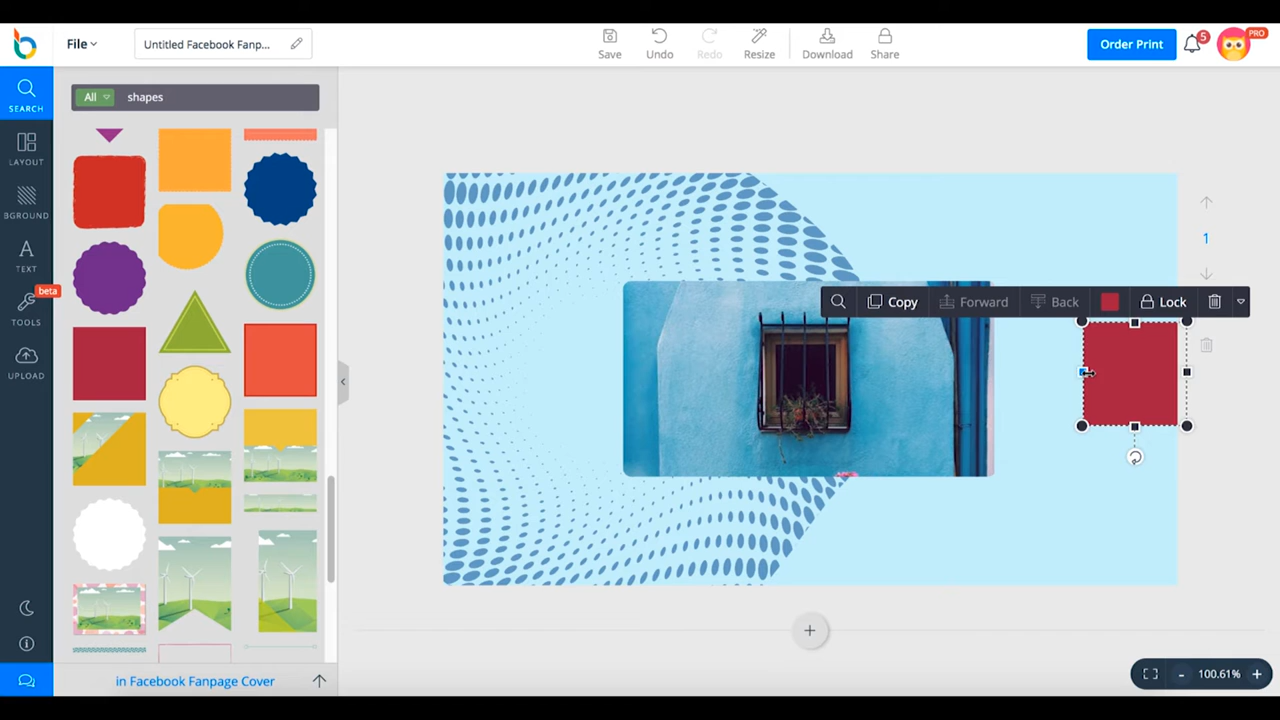 File
Untitled Facebook Fanp...
Save
Undo
Redo
Resize
Download
Share
Order Print
5
PRO
SEARCH
LAYOUT
BGROUND
TEXT
beta
TOOLS
UPLOAD
All
shapes
in Facebook Fanpage Cover
1
Copy
Forward
Back
Lock
- 100.61% +